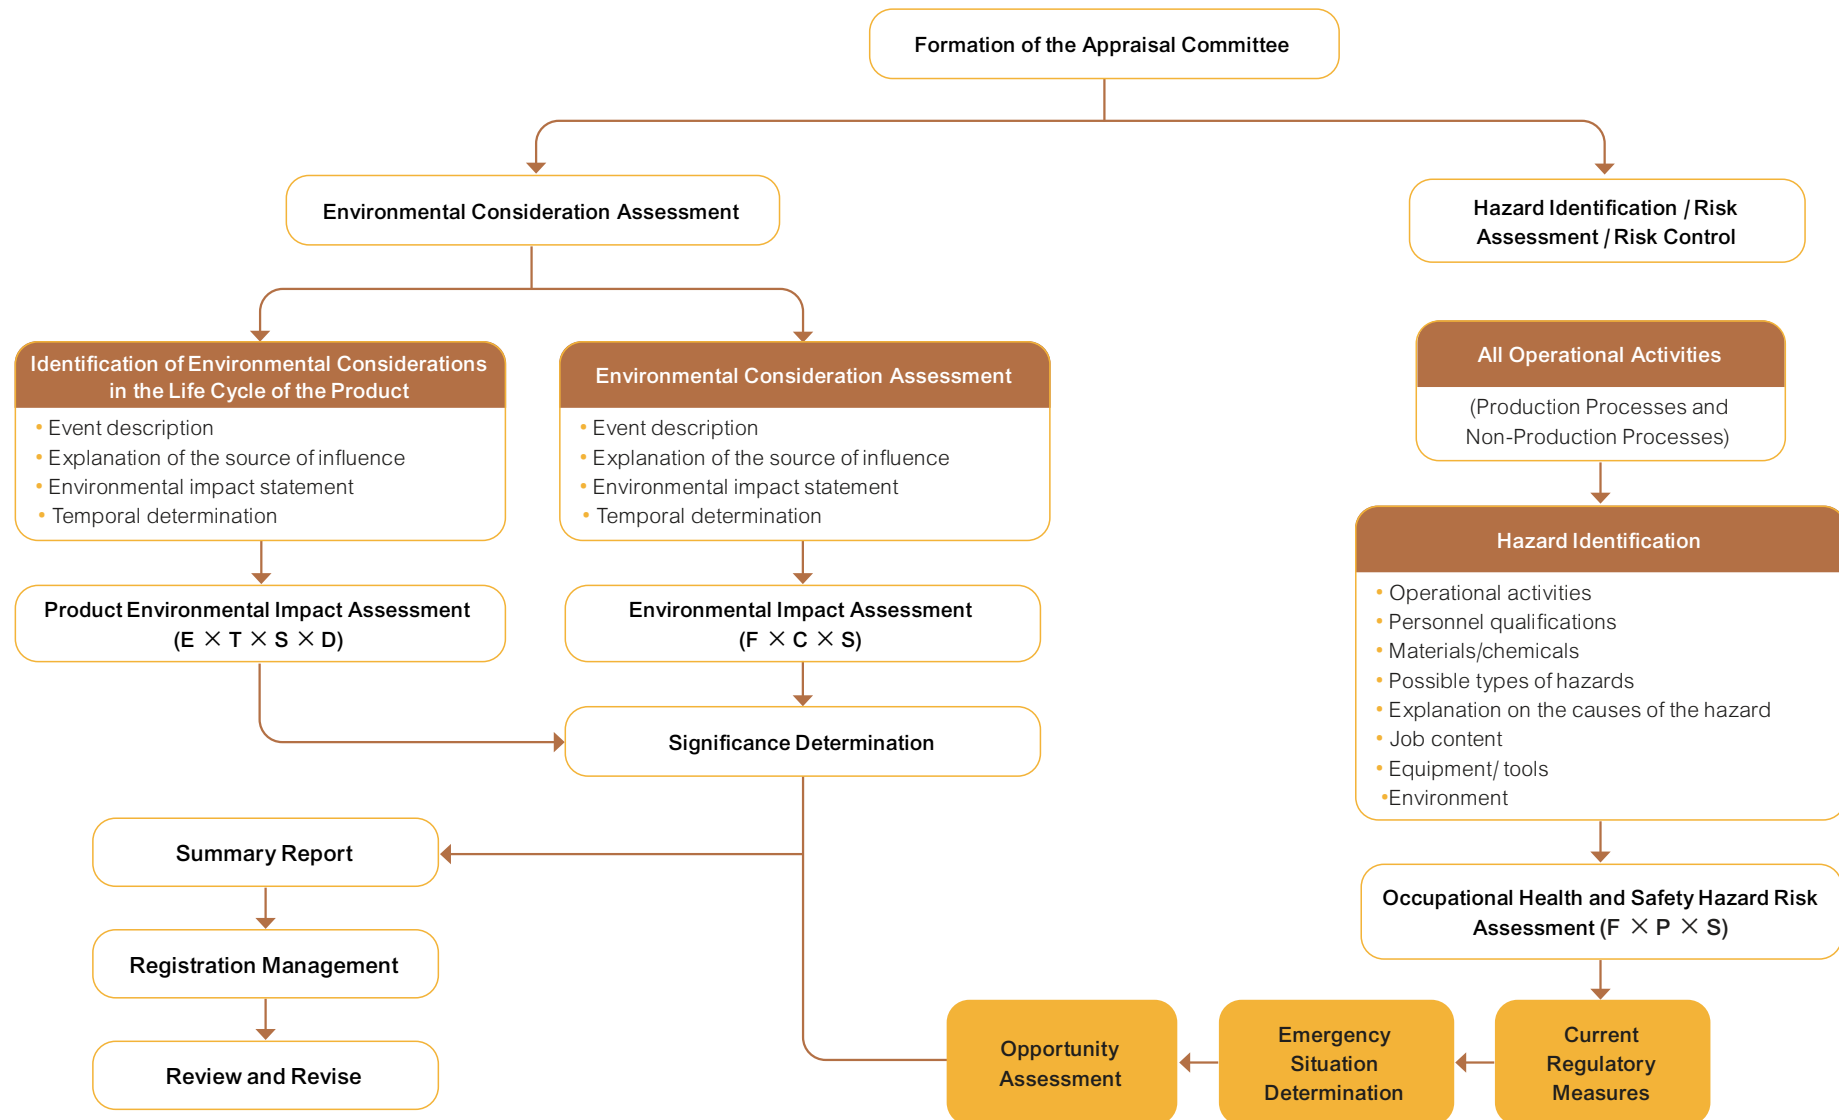 Formation of the Appraisal Committee
Environmental Consideration Assessment
Hazard Identification / Risk
Assessment / Risk Control
Identification of Environmental Considerations
in the Life Cycle of the Product
• Event description
• Explanation of the source of influence
• Environmental impact statement
• Temporal determination
Environmental Consideration Assessment
• Event description
• Explanation of the source of influence
• Environmental impact statement
• Temporal determination
All Operational Activities
(Production Processes and
Non-Production Processes)
Hazard Identification
• Operational activities
• Personnel qualifications
• Materials/chemicals
• Possible types of hazards
• Explanation on the causes of the hazard
• Job content
• Equipment/ tools
•Environment
Product Environmental Impact Assessment
(E × T × S × D)
Environmental Impact Assessment
(F × C × S)
Significance Determination
Summary Report
Registration Management
Review and Revise
Occupational Health and Safety Hazard Risk
Assessment (F × P × S)
Current
Regulatory
Measures
Emergency
Situation
Determination
Opportunity
Assessment